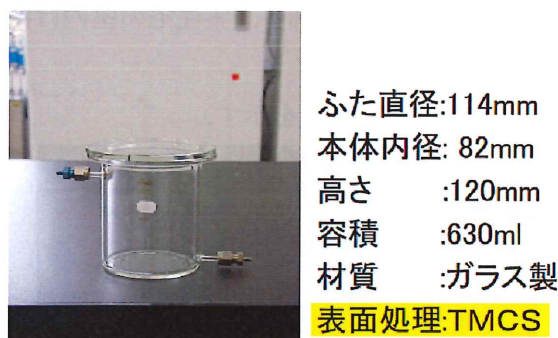 ふた直径:114mm
本体内径: 82mm
高さ　　:120mm
容積　　:630ml
材質　　:ガラス製
表面処理:TMCS